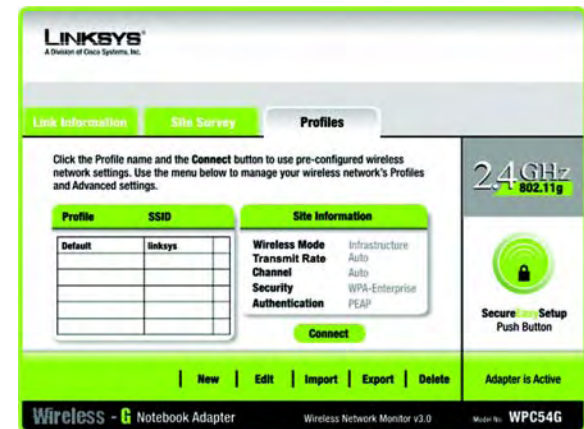 LINKSYS®
A Division of Cisco Systems, Inc.
Link Information
Site Survey
Profiles
Click the Profile name and the Connect button to use pre-configured wireless
network settings. Use the menu below to manage your wireless network's Profiles
and Advanced settings.
Profile SSID
Default linksys
Site Information
Wireless Mode Infrastructure
Transmit Rate Auto
Channel Auto
Security WPA-Enterprise
Authentication PEAP
Connect
2.4 GHz
802.11g
SecureEasySetup
Push Button
New | Edit | Import | Export | Delete
Adapter is Active
Wireless - G Notebook Adapter
Wireless Network Monitor v3.0
Model No. WPC54G